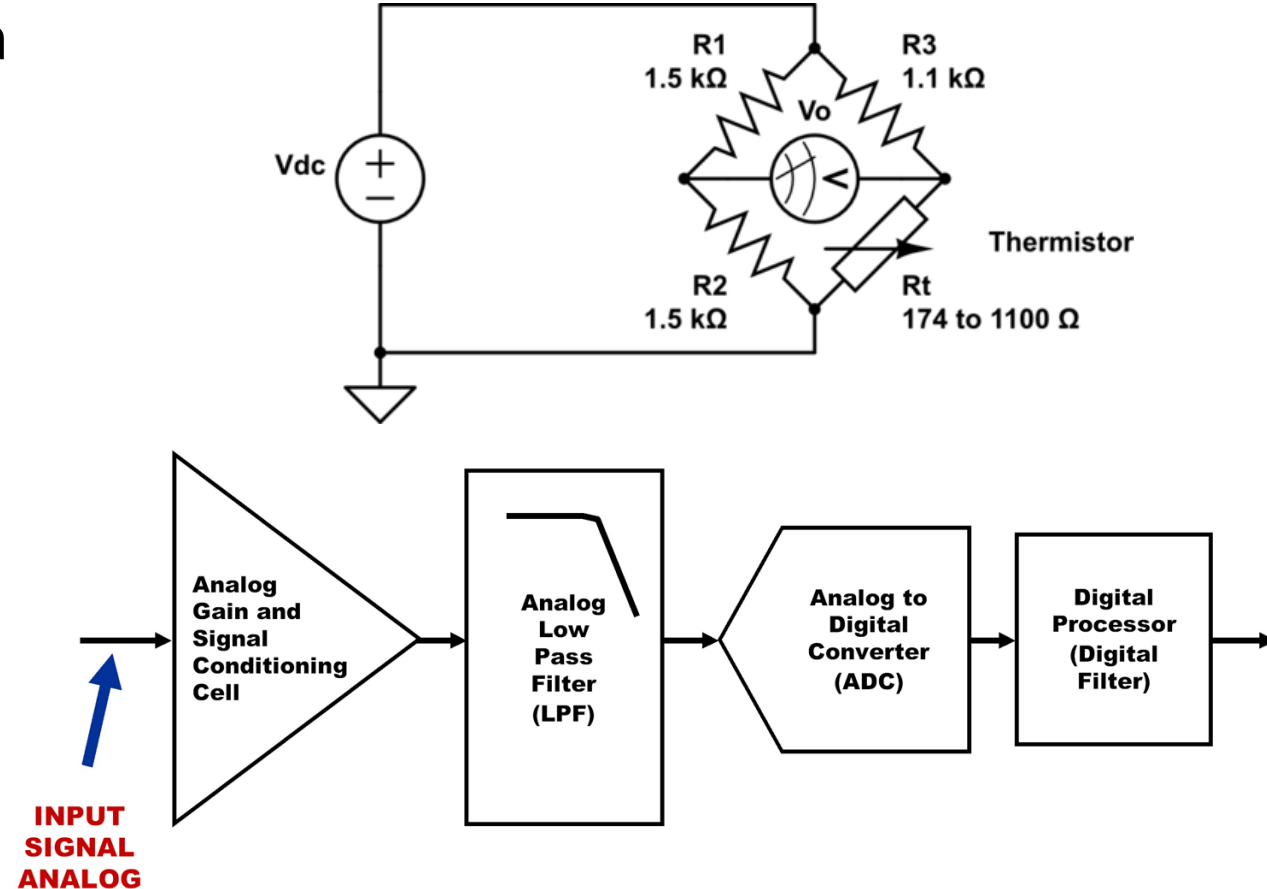 n
R1
1.5 kΩ
R3
1.1 kΩ
Vo
V
Vdc
+
−
Thermistor
R2
1.5 kΩ
Rt
174 to 1100 Ω
Analog
Gain and
Signal
Conditioning
Cell
Analog
Low
Pass
Filter
(LPF)
Analog to
Digital
Converter
(ADC)
Digital
Processor
(Digital
Filter)
INPUT
SIGNAL
ANALOG